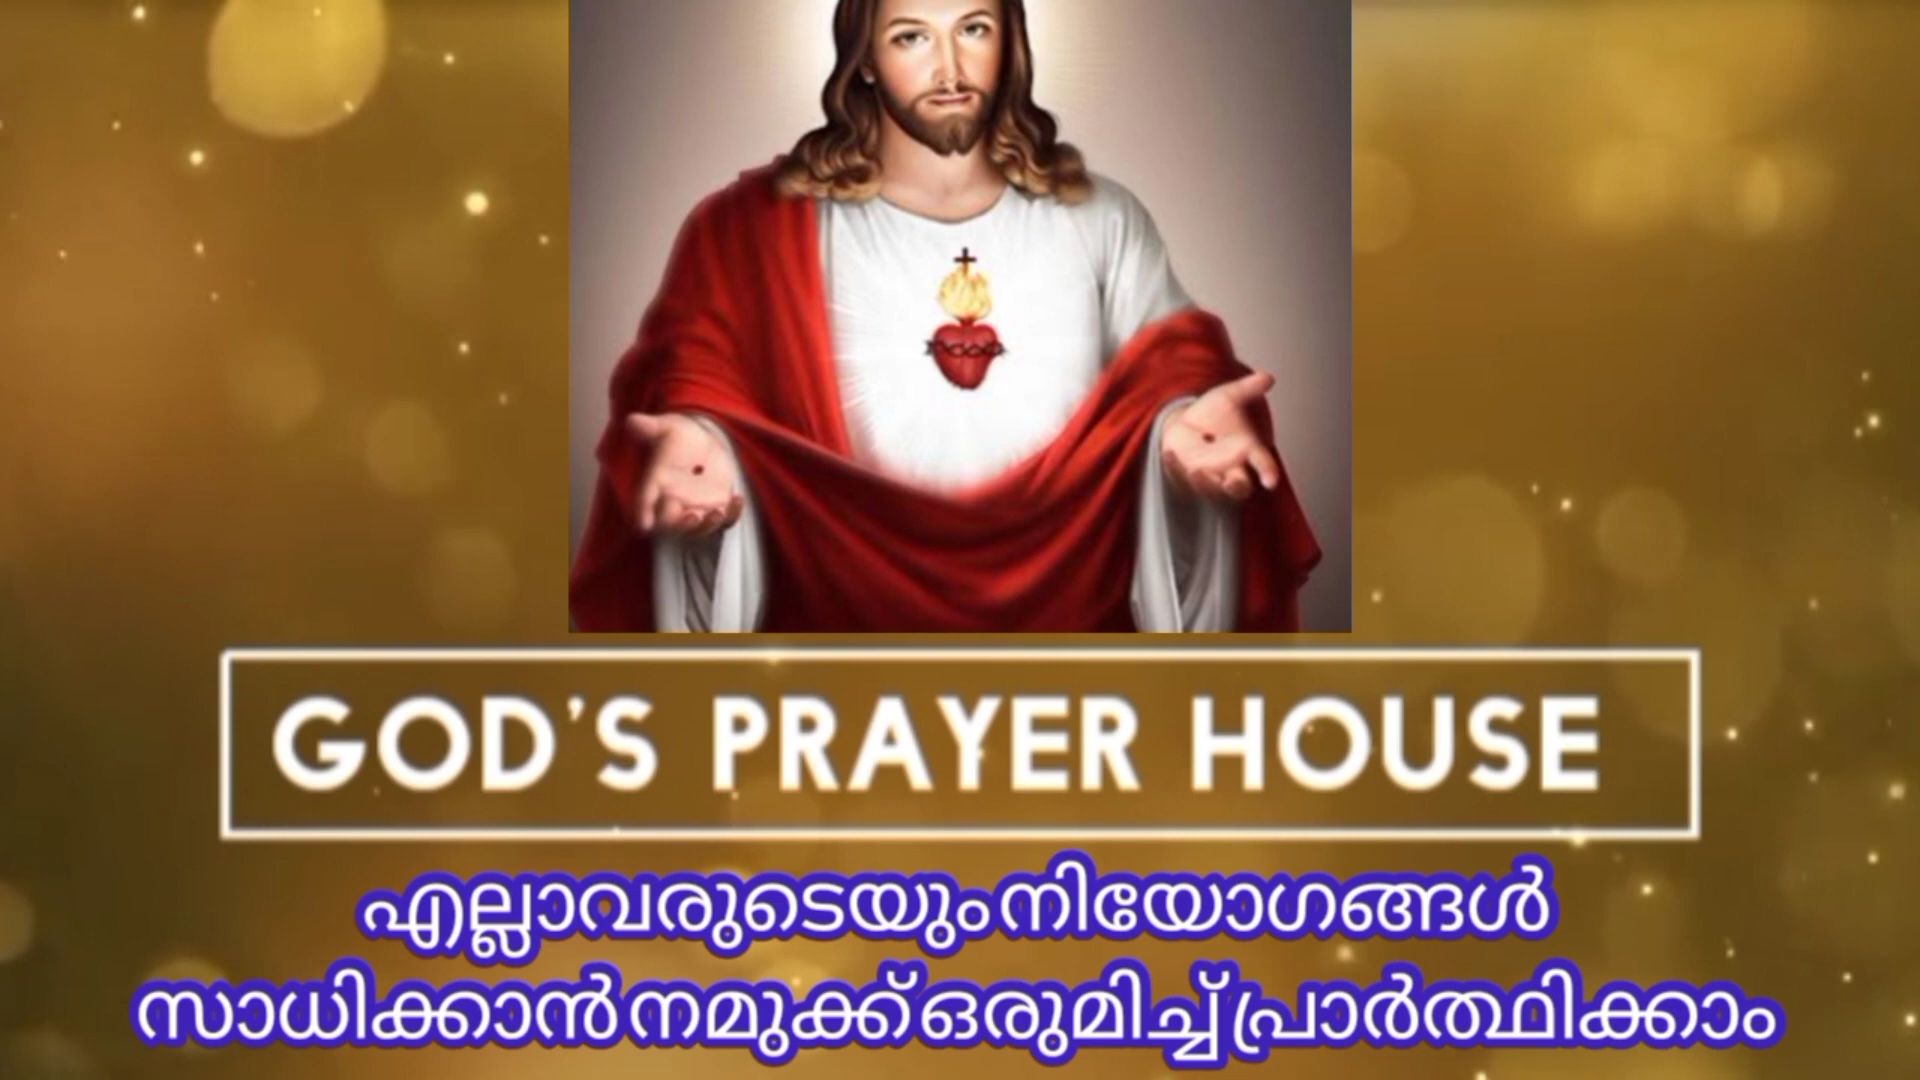 GOD'S PRAYER HOUSE
എല്ലാവരുടെയും നിയോഗങ്ങൾ
സാധിക്കാൻ നമുക്ക് ഒരുമിച്ച് പ്രാർത്ഥിക്കാം